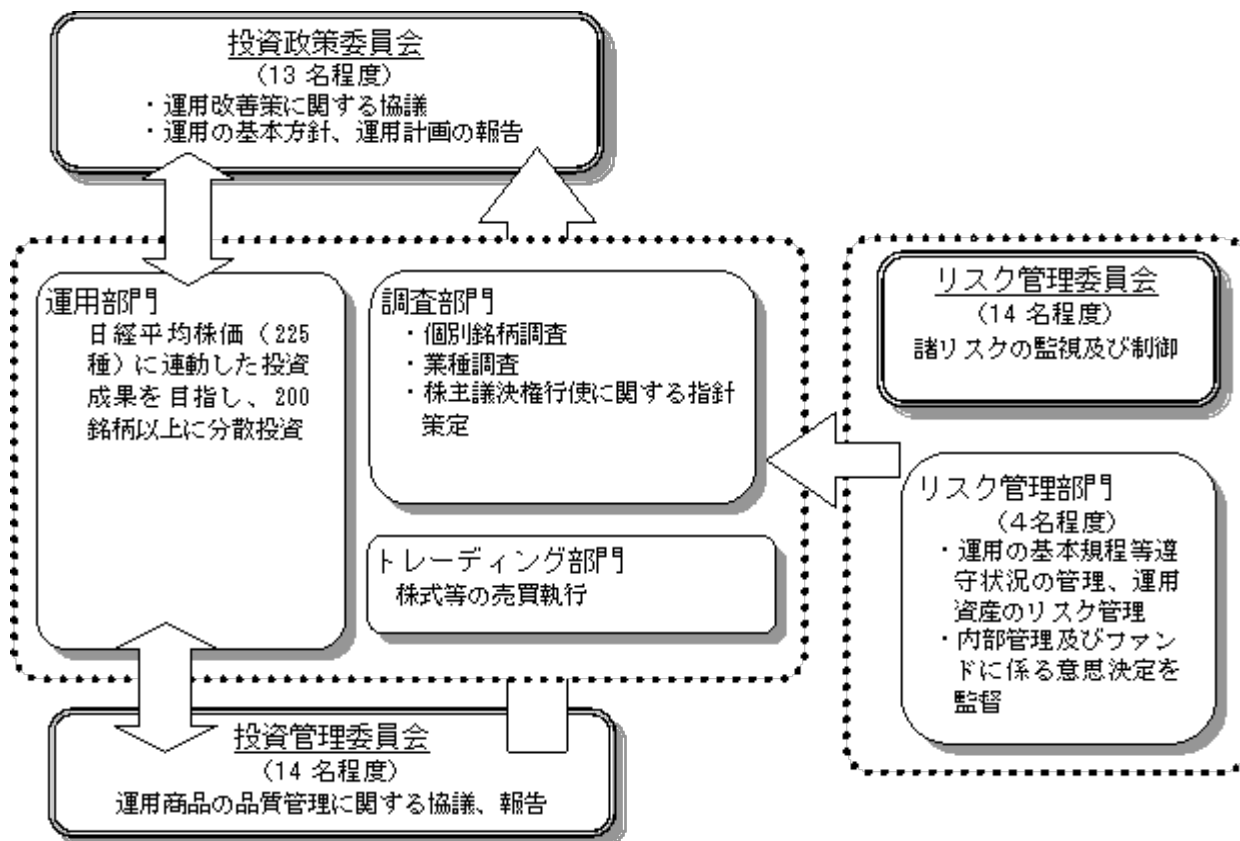 投資政策委員会
(13 名程度)
・運用改善策に関する協議
・運用の基本方針、運用計画の報告
運用部門
日経平均株価（225
種）に連動した投資
成果を目指し、200
銘柄以上に分散投資
調査部門
・個別銘柄調査
・業種調査
・株主議決権行使に関する指針
策定
トレーディング部門
株式等の売買執行
リスク管理委員会
(14 名程度)
諸リスクの監視及び制御
リスク管理部門
（４名程度）
・運用の基本規程等遵
守状況の管理、運用
資産のリスク管理
・内部管理及びファン
ドに係る意思決定を
監督
投資管理委員会
(14 名程度)
運用商品の品質管理に関する協議、報告